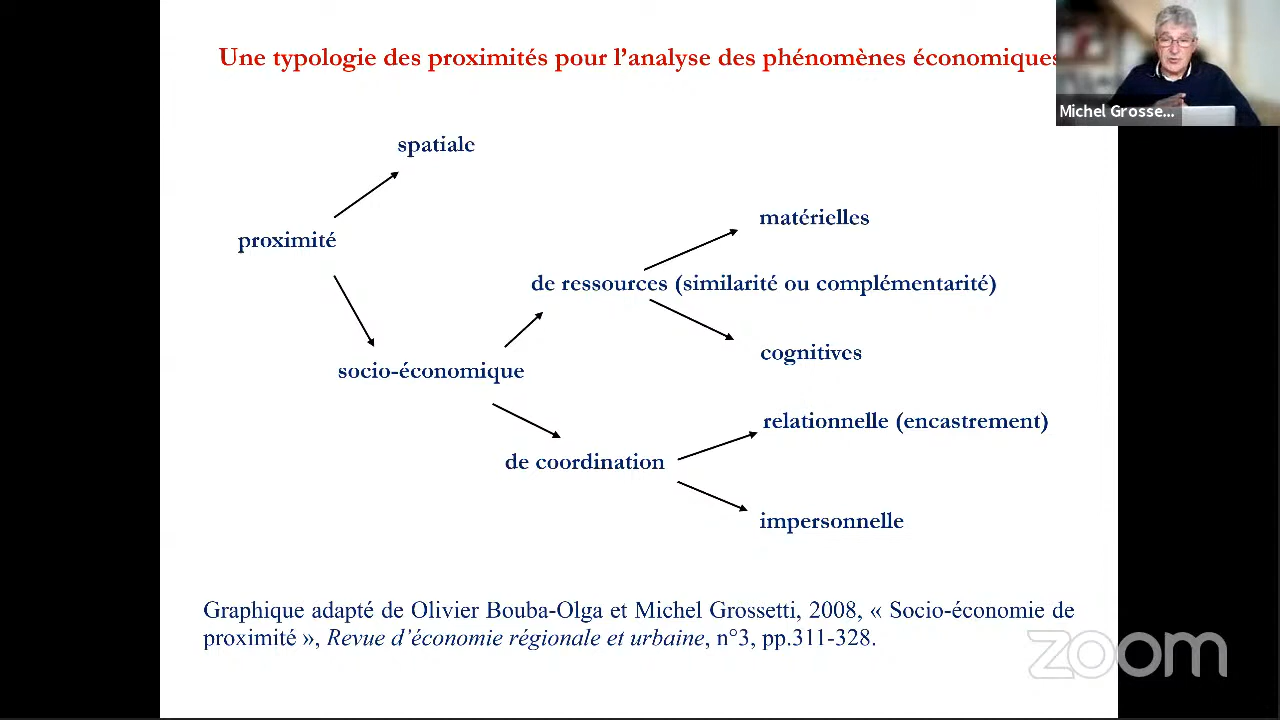 Une typologie des proximités pour l'analyse des phénomènes économiques
Michel Grosse...
spatiale
matérielles
proximité
de ressources (similarité ou complémentarité)
cognitives
socio-économique
relationnelle (encastrement)
de coordination
impersonnelle
Graphique adapté de Olivier Bouba-Olga et Michel Grossetti, 2008, « Socio-économie de
proximité », Revue d'économie régionale et urbaine, n°3, pp.311-328.
zoom